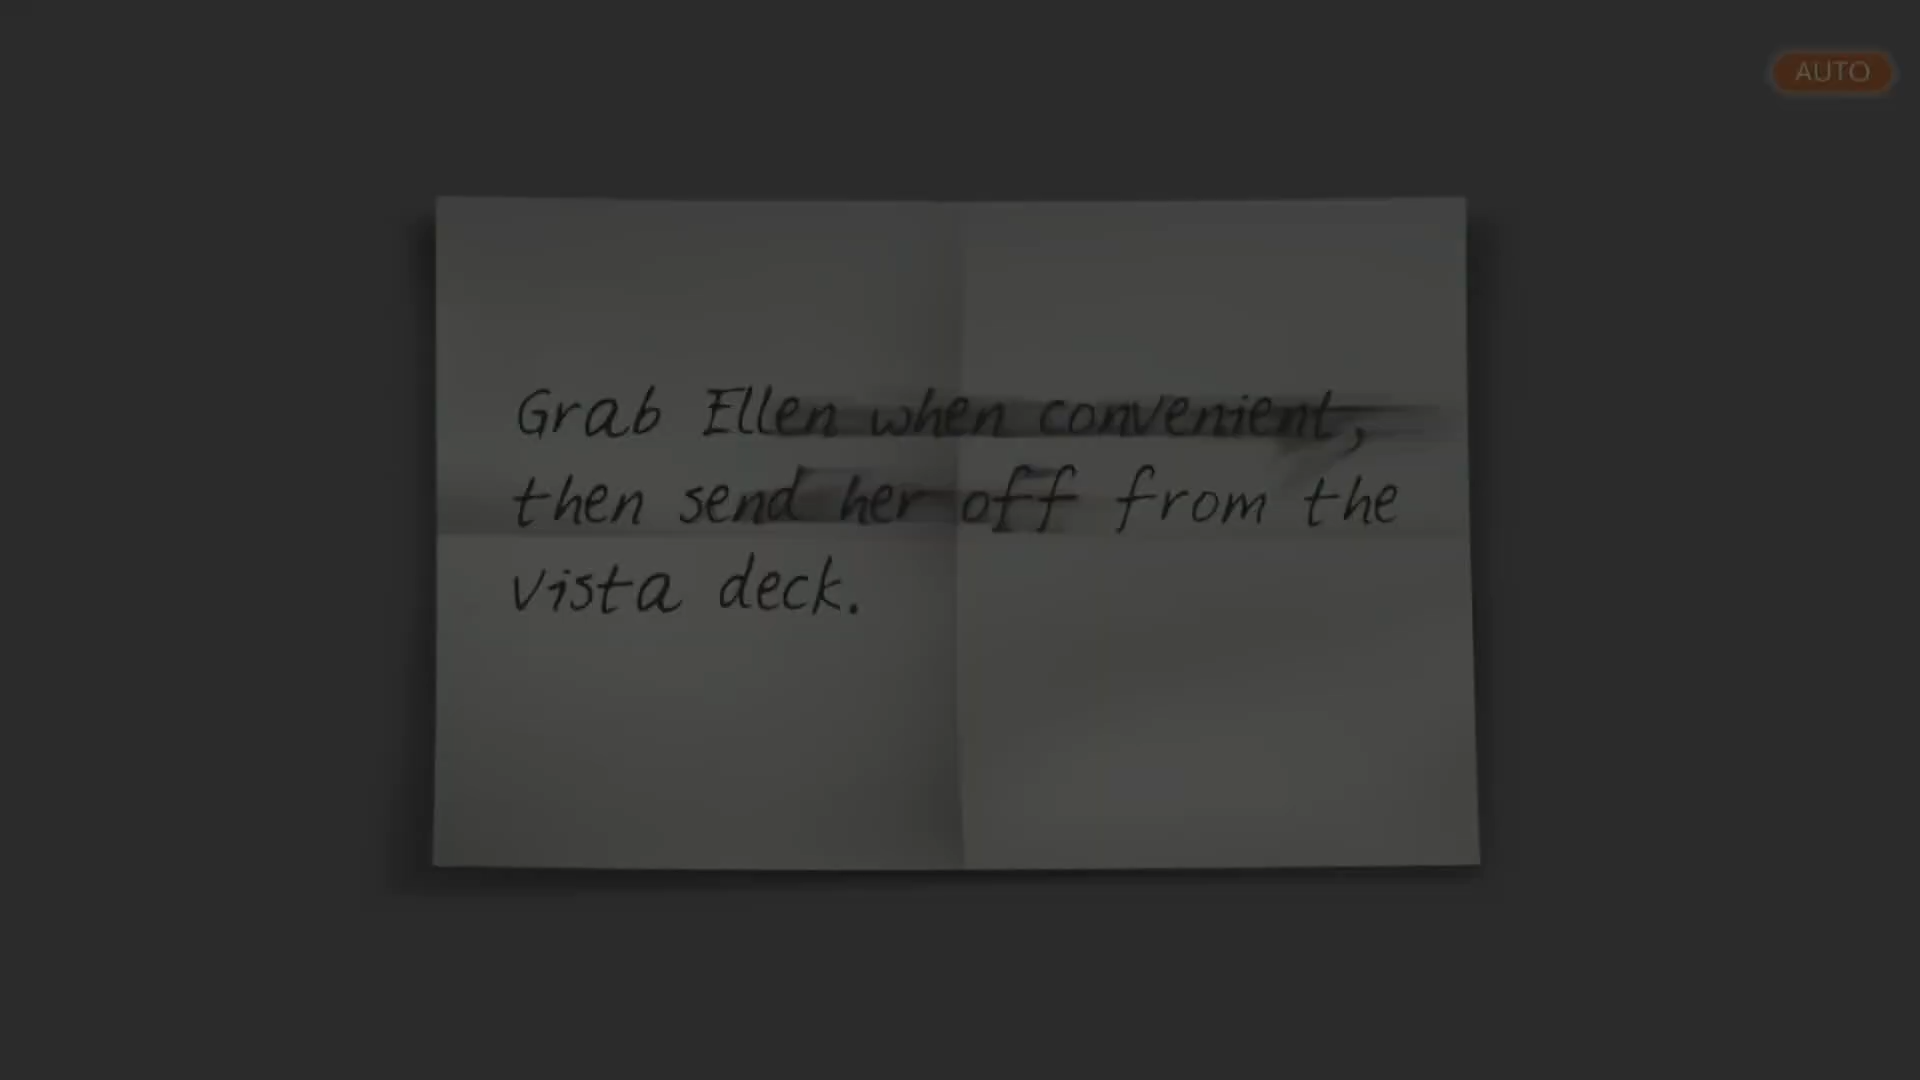 AUTO
Grab Ellen when convenient,
then send her off from the
vista deck.